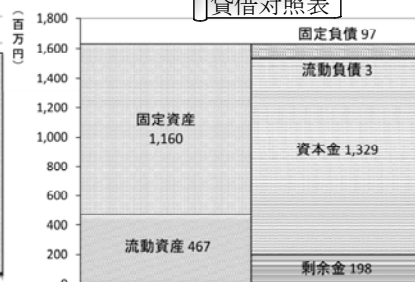 貸借対照表
（百万円）
1,800
1,600
1,400
1,200
1,000
800
600
400
200
0
固定資産
1,160
流動資産 467
固定負債 97
流動負債 3
資本金 1,329
剰余金 198